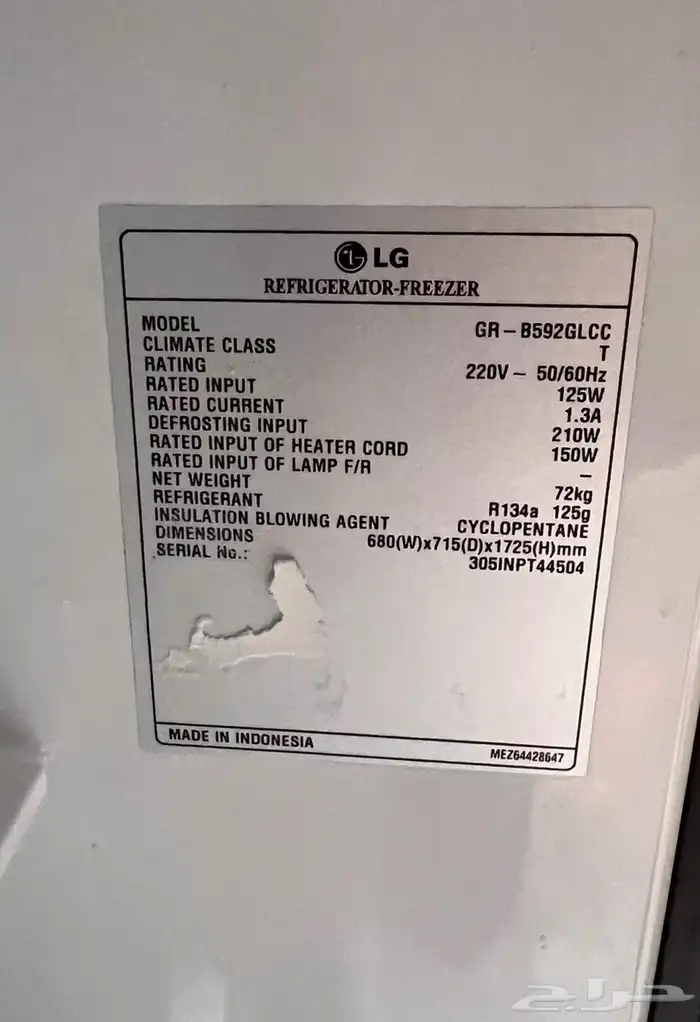 LG
REFRIGERATOR-FREEZER
MODEL GR-B592GLCC
CLIMATE CLASS T
RATING 220V~ 50/60Hz
RATED INPUT 125W
RATED CURRENT 1.3A
DEFROSTING INPUT 210W
RATED INPUT OF HEATER CORD 150W
RATED INPUT OF LAMP F/R –
NET WEIGHT 72kg
REFRIGERANT R134a 125g
INSULATION BLOWING AGENT CYCLOPENTANE
DIMENSIONS 680(W)x715(D)x1725(H)mm
SERIAL No.: 305INPT44504
MADE IN INDONESIA MEZ64428647
حراج